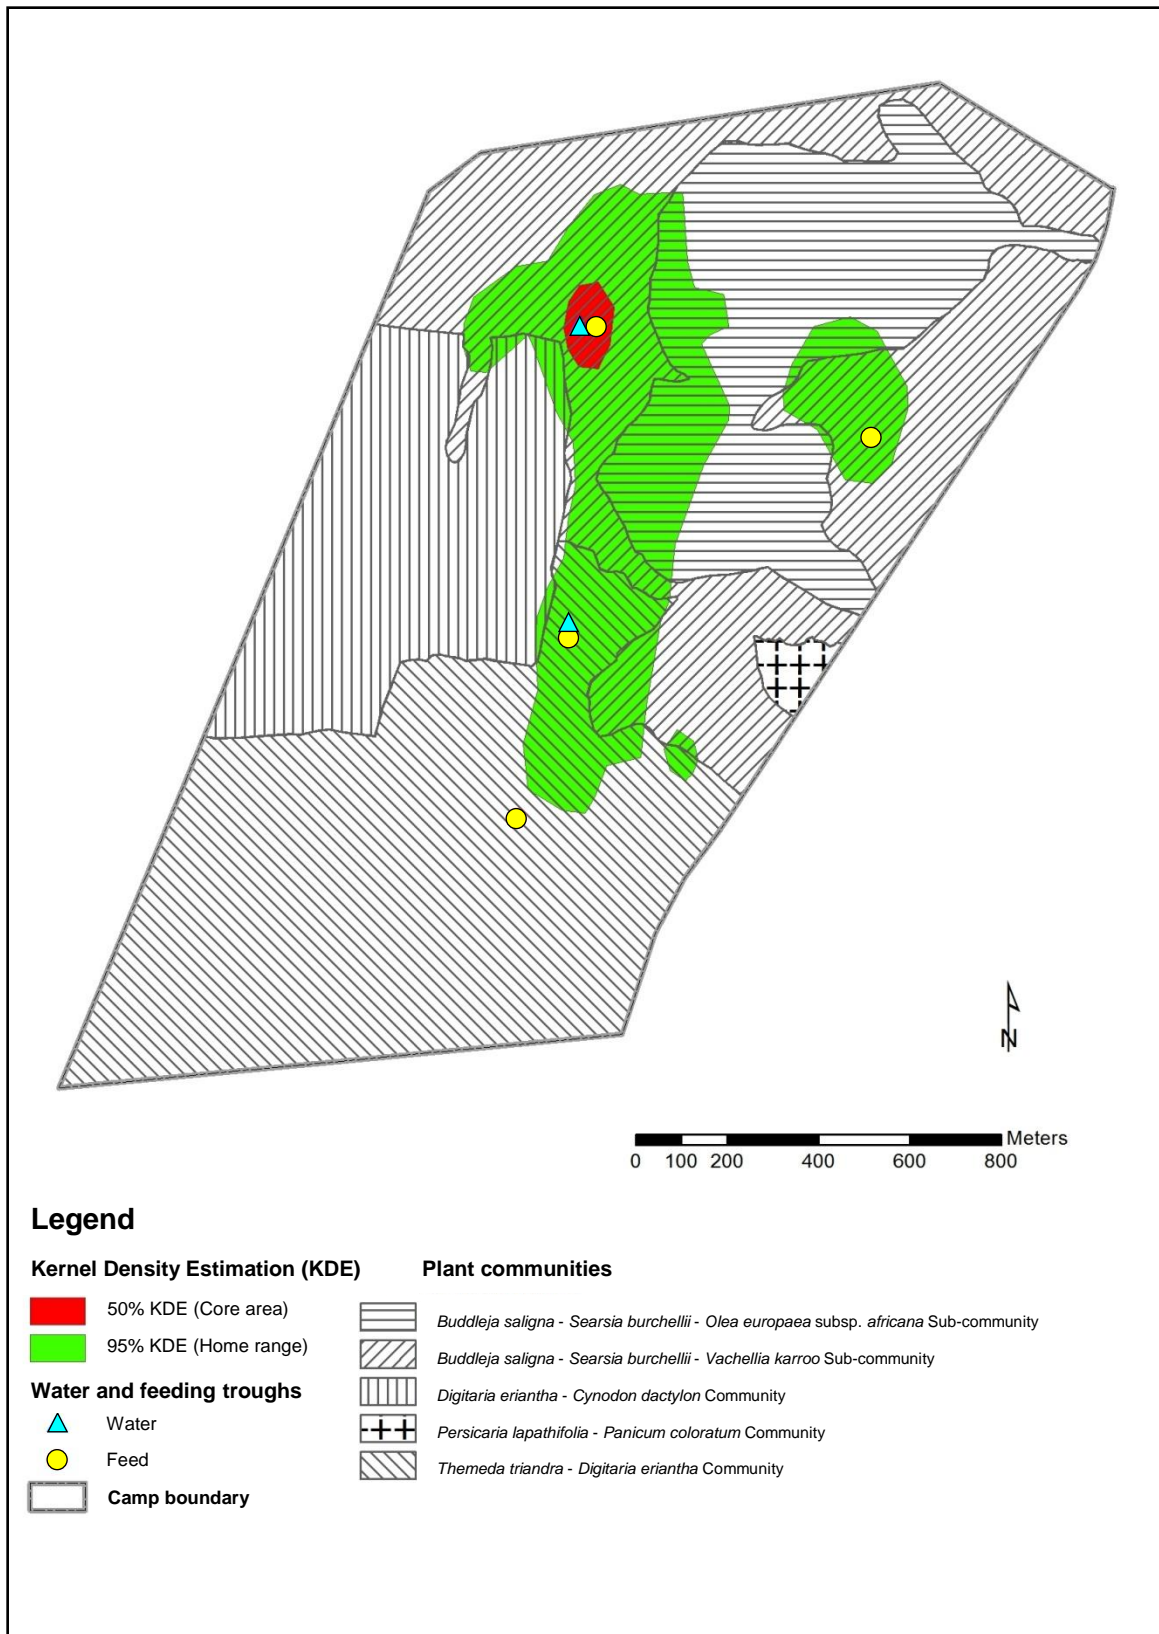 N
Meters
0 100 200 400 600 800
Legend
Kernel Density Estimation (KDE)
50% KDE (Core area)
95% KDE (Home range)
Water and feeding troughs
Water
Feed
Camp boundary
Plant communities
Buddleja saligna - Searsia burchellii - Olea europaea subsp. africana Sub-community
Buddleja saligna - Searsia burchellii - Vachellia karroo Sub-community
Digitaria eriantha - Cynodon dactylon Community
Persicaria lapathifolia - Panicum coloratum Community
Themeda triandra - Digitaria eriantha Community